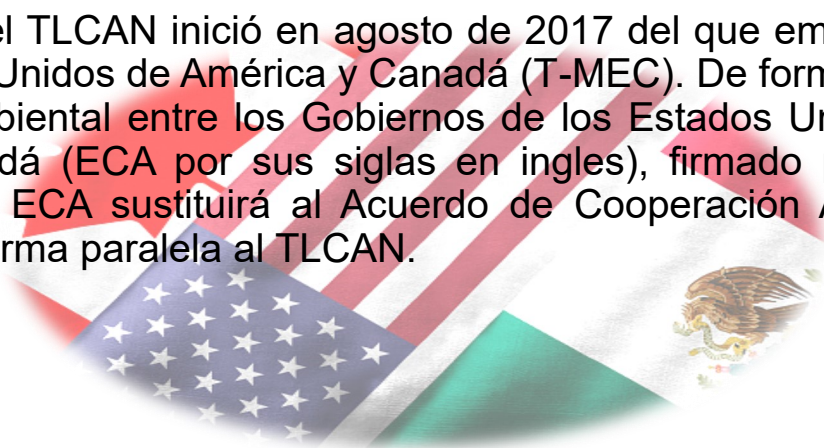 el TLCAN inició en agosto de 2017 del que em
Unidos de América y Canadá (T-MEC). De form
biental entre los Gobiernos de los Estados Un
dá (ECA por sus siglas en ingles), firmado
ECA sustituirá al Acuerdo de Cooperación A
rma paralela al TLCAN.